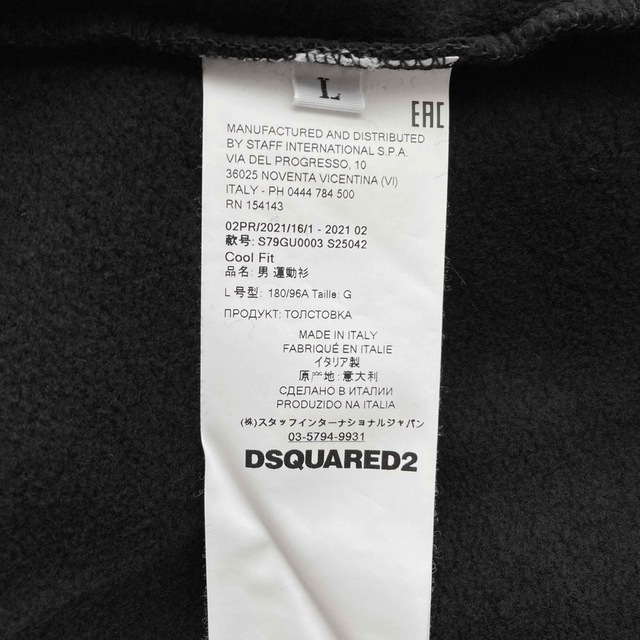 L
EAC
MANUFACTURED AND DISTRIBUTED
BY STAFF INTERNATIONAL S.P.A.
VIA DEL PROGRESSO, 10
36025 NOVENTA VICENTINA (VI)
ITALY - PH 0444 784 500
RN 154143
02PR/2021/16/1 - 2021 02
款号: S79GU0003 S25042
Cool Fit
品名: 男 運動衫
L 号型: 180/96A Taille: G
ПРОДУКТ: ТОЛСТОВКА
MADE IN ITALY
FABRIQUÉ EN ITALIE
イタリア製
原产地: 意大利
СДЕЛАНО В ИТАЛИИ
PRODUZIDO NA ITALIA
(株)スタッフインターナショナルジャパン
03-5794-9931
DSQUARED2